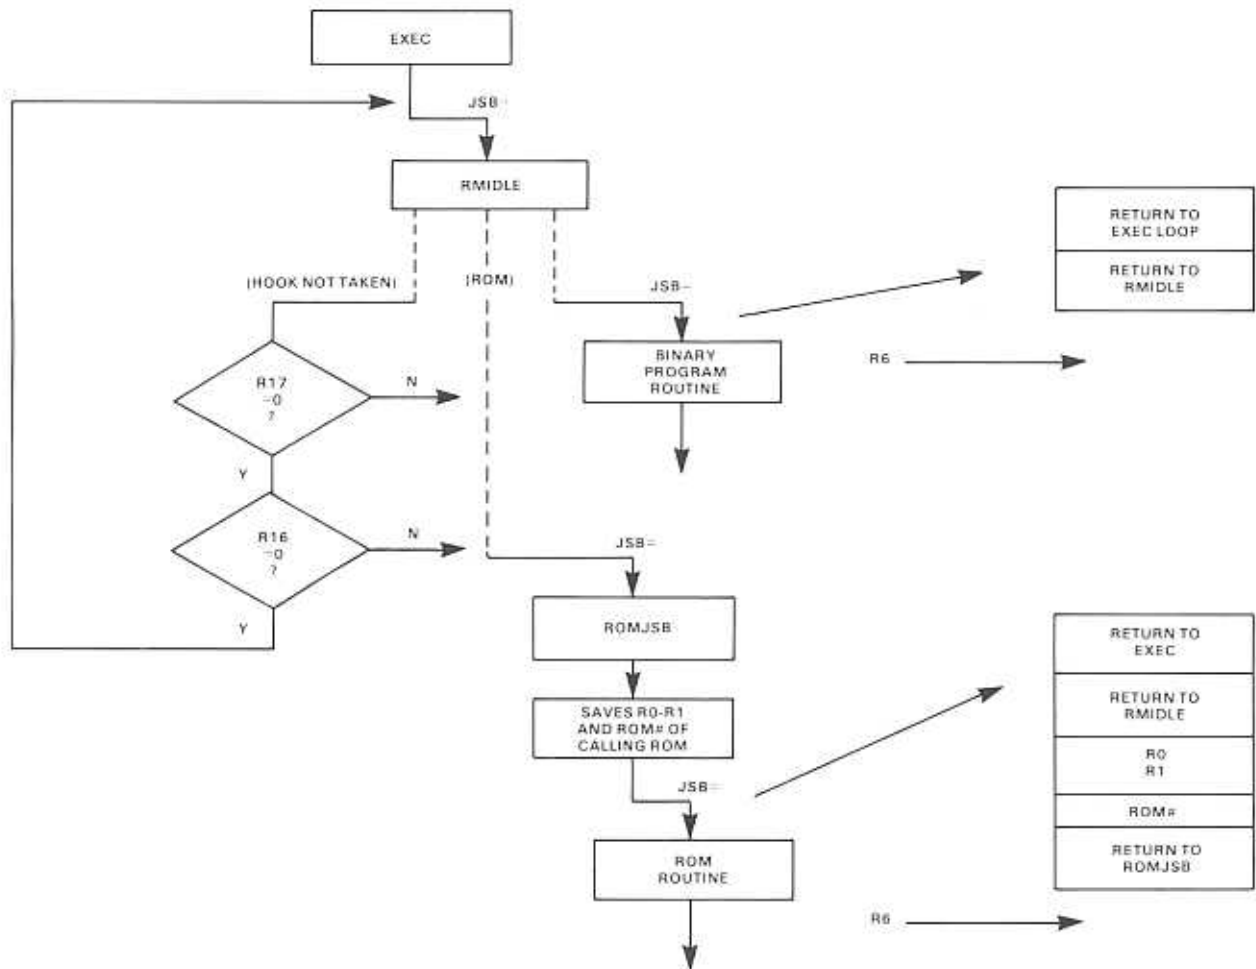 EXEC
JSB=
RMIDLE
(HOOK NOT TAKEN)
(ROM)
JSB=
RETURN TO
EXEC LOOP
RETURN TO
RMIDLE
BINARY
PROGRAM
ROUTINE
R6
R17
=0
?
N
Y
R16
=0
?
N
Y
JSB=
ROMJSB
SAVES R0-R1
AND ROM# OF
CALLING ROM
JSB=
ROM
ROUTINE
RETURN TO
EXEC
RETURN TO
RMIDLE
R0
R1
ROM#
RETURN TO
ROMJSB
R6